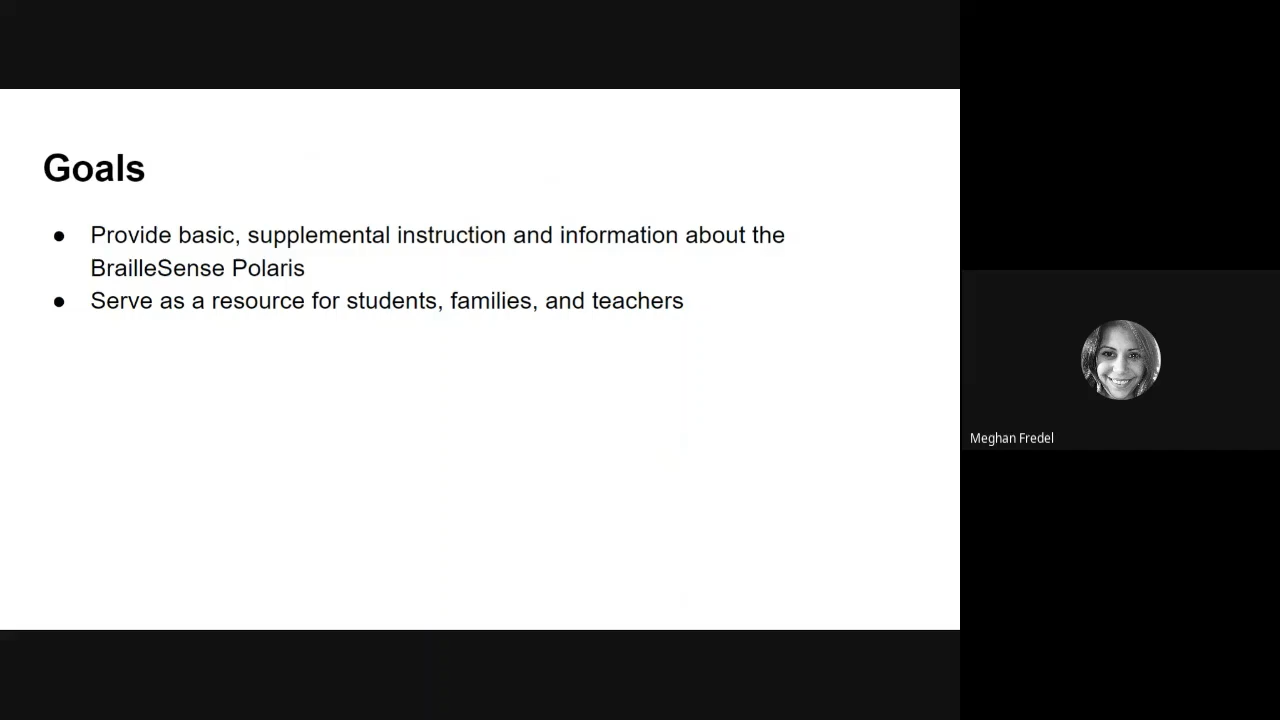 Goals
● Provide basic, supplemental instruction and information about the
BrailleSense Polaris
● Serve as a resource for students, families, and teachers
Meghan Fredel